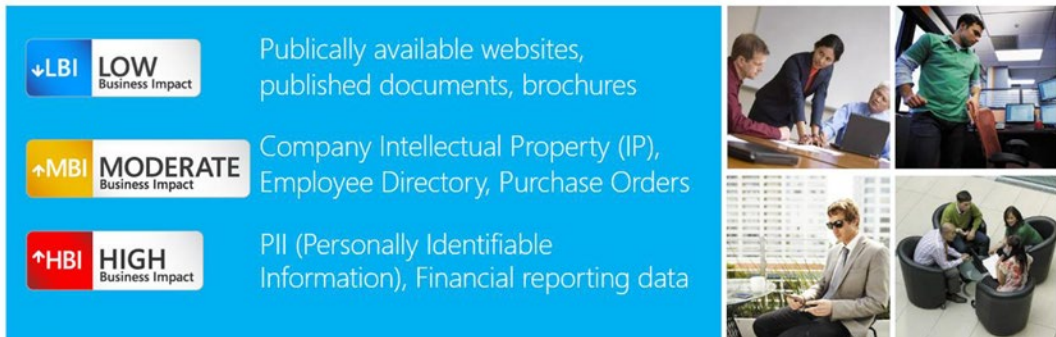 ↓LBI LOW
Business Impact
Publically available websites,
published documents, brochures
↑MBI MODERATE
Business Impact
Company Intellectual Property (IP),
Employee Directory, Purchase Orders
↑HBI HIGH
Business Impact
PII (Personally Identifiable
Information), Financial reporting data